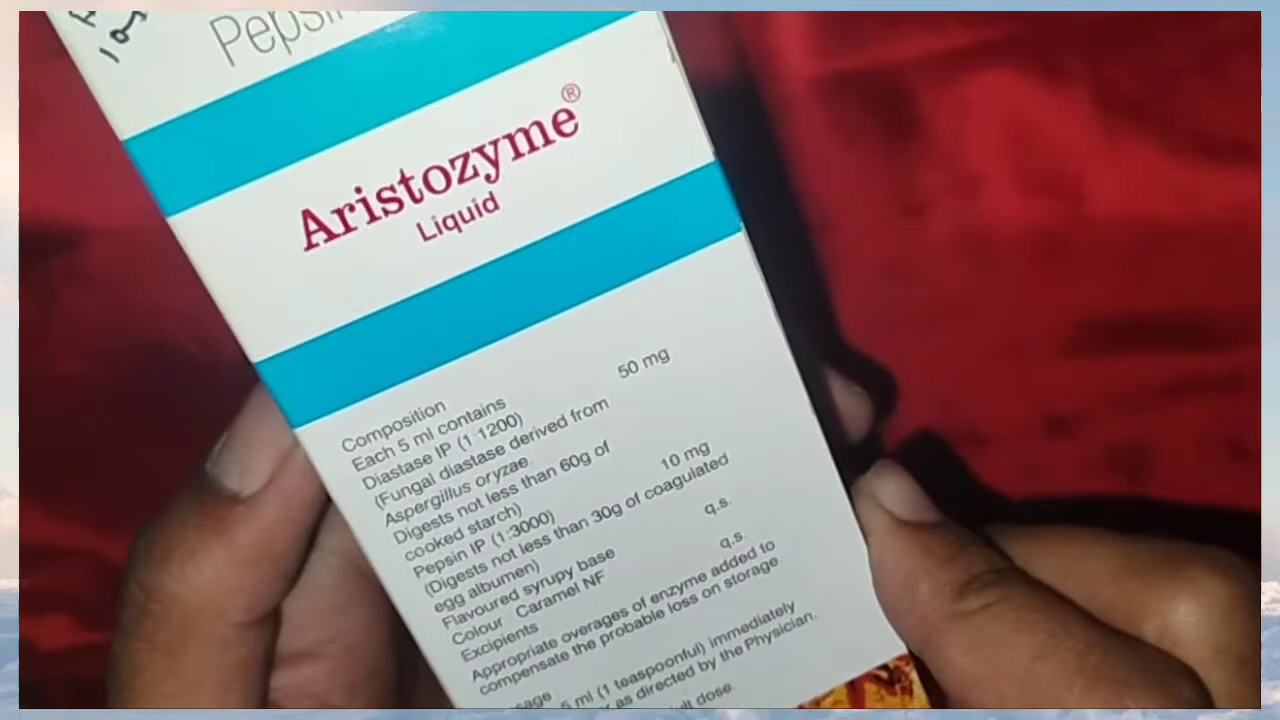 Pepsin
Aristozyme®
Liquid
Composition
Each 5 ml contains
Diastase IP (1 1200) 50 mg
(Fungal diastase derived from
Aspergillus oryzae
Digests not less than 60g of
cooked starch)
Pepsin IP (1:3000) 10 mg
(Digests not less than 30g of coagulated
egg albumen)
Flavoured syrupy base q.s.
Colour Caramel NF
Excipients q.s
Appropriate overages of enzyme added to
compensate the probable loss on storage.
5 ml (1 teaspoonful) immediately
as directed by the Physician.
dose.